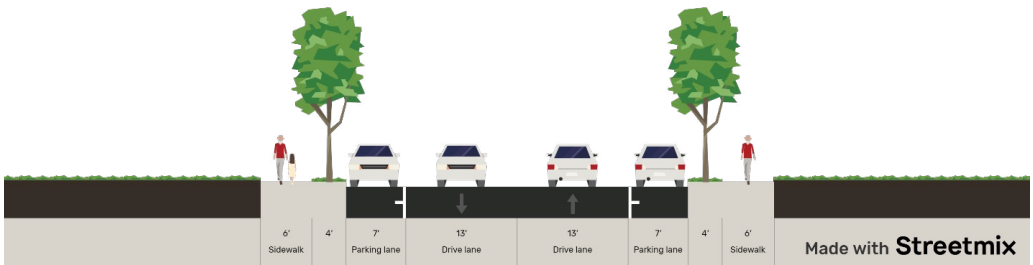 6' 4' 7' 13' 13' 7' 4' 6'
Sidewalk Parking lane Drive lane Drive lane Parking lane Sidewalk
Made with Streetmix